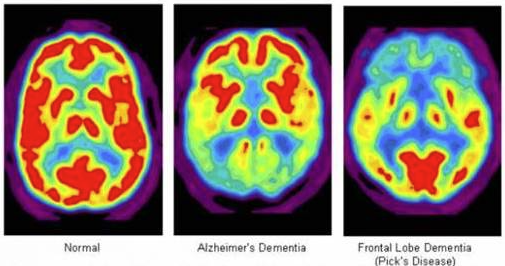 Normal
Alzheimer's Dementia
Frontal Lobe Dementia
(Pick's Disease)